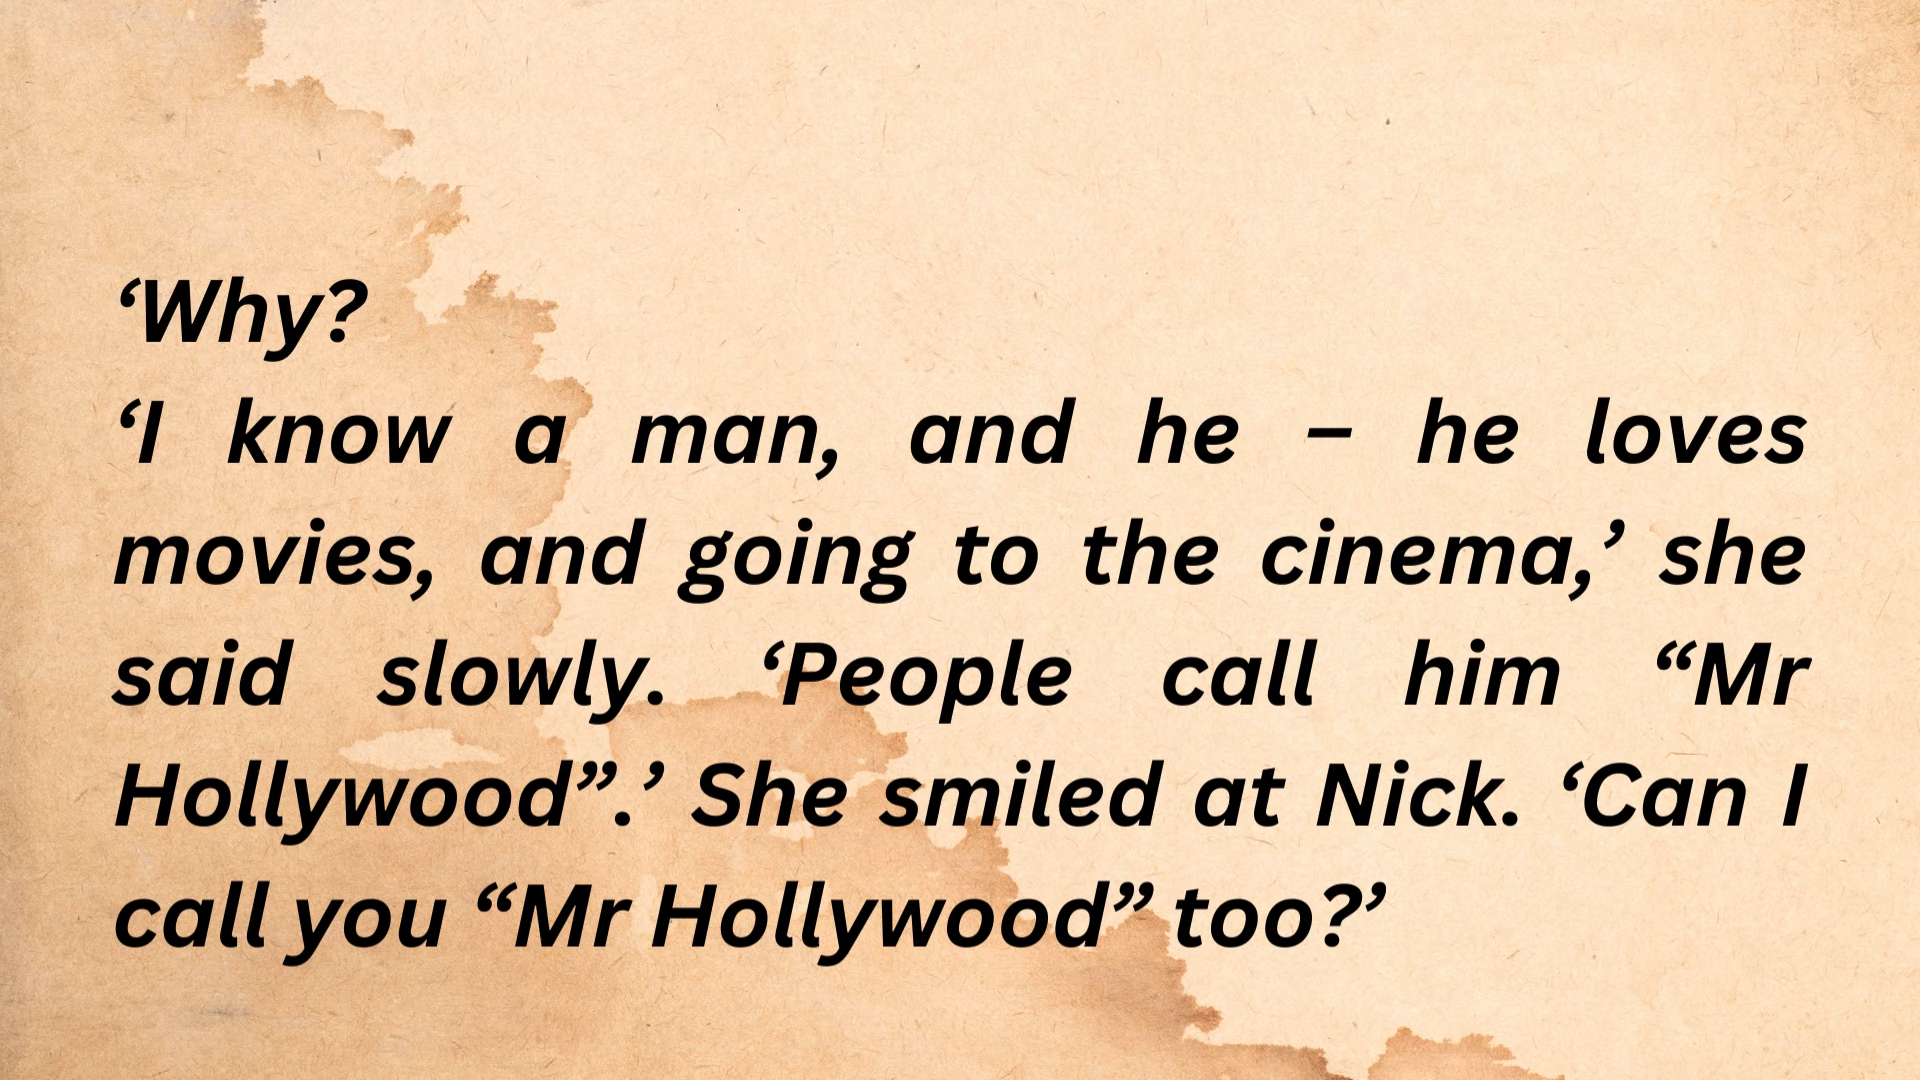 ‘Why?
‘I know a man, and he – he loves
movies, and going to the cinema,’ she
said slowly. ‘People call him “Mr
Hollywood”.’ She smiled at Nick. ‘Can I
call you “Mr Hollywood” too?’